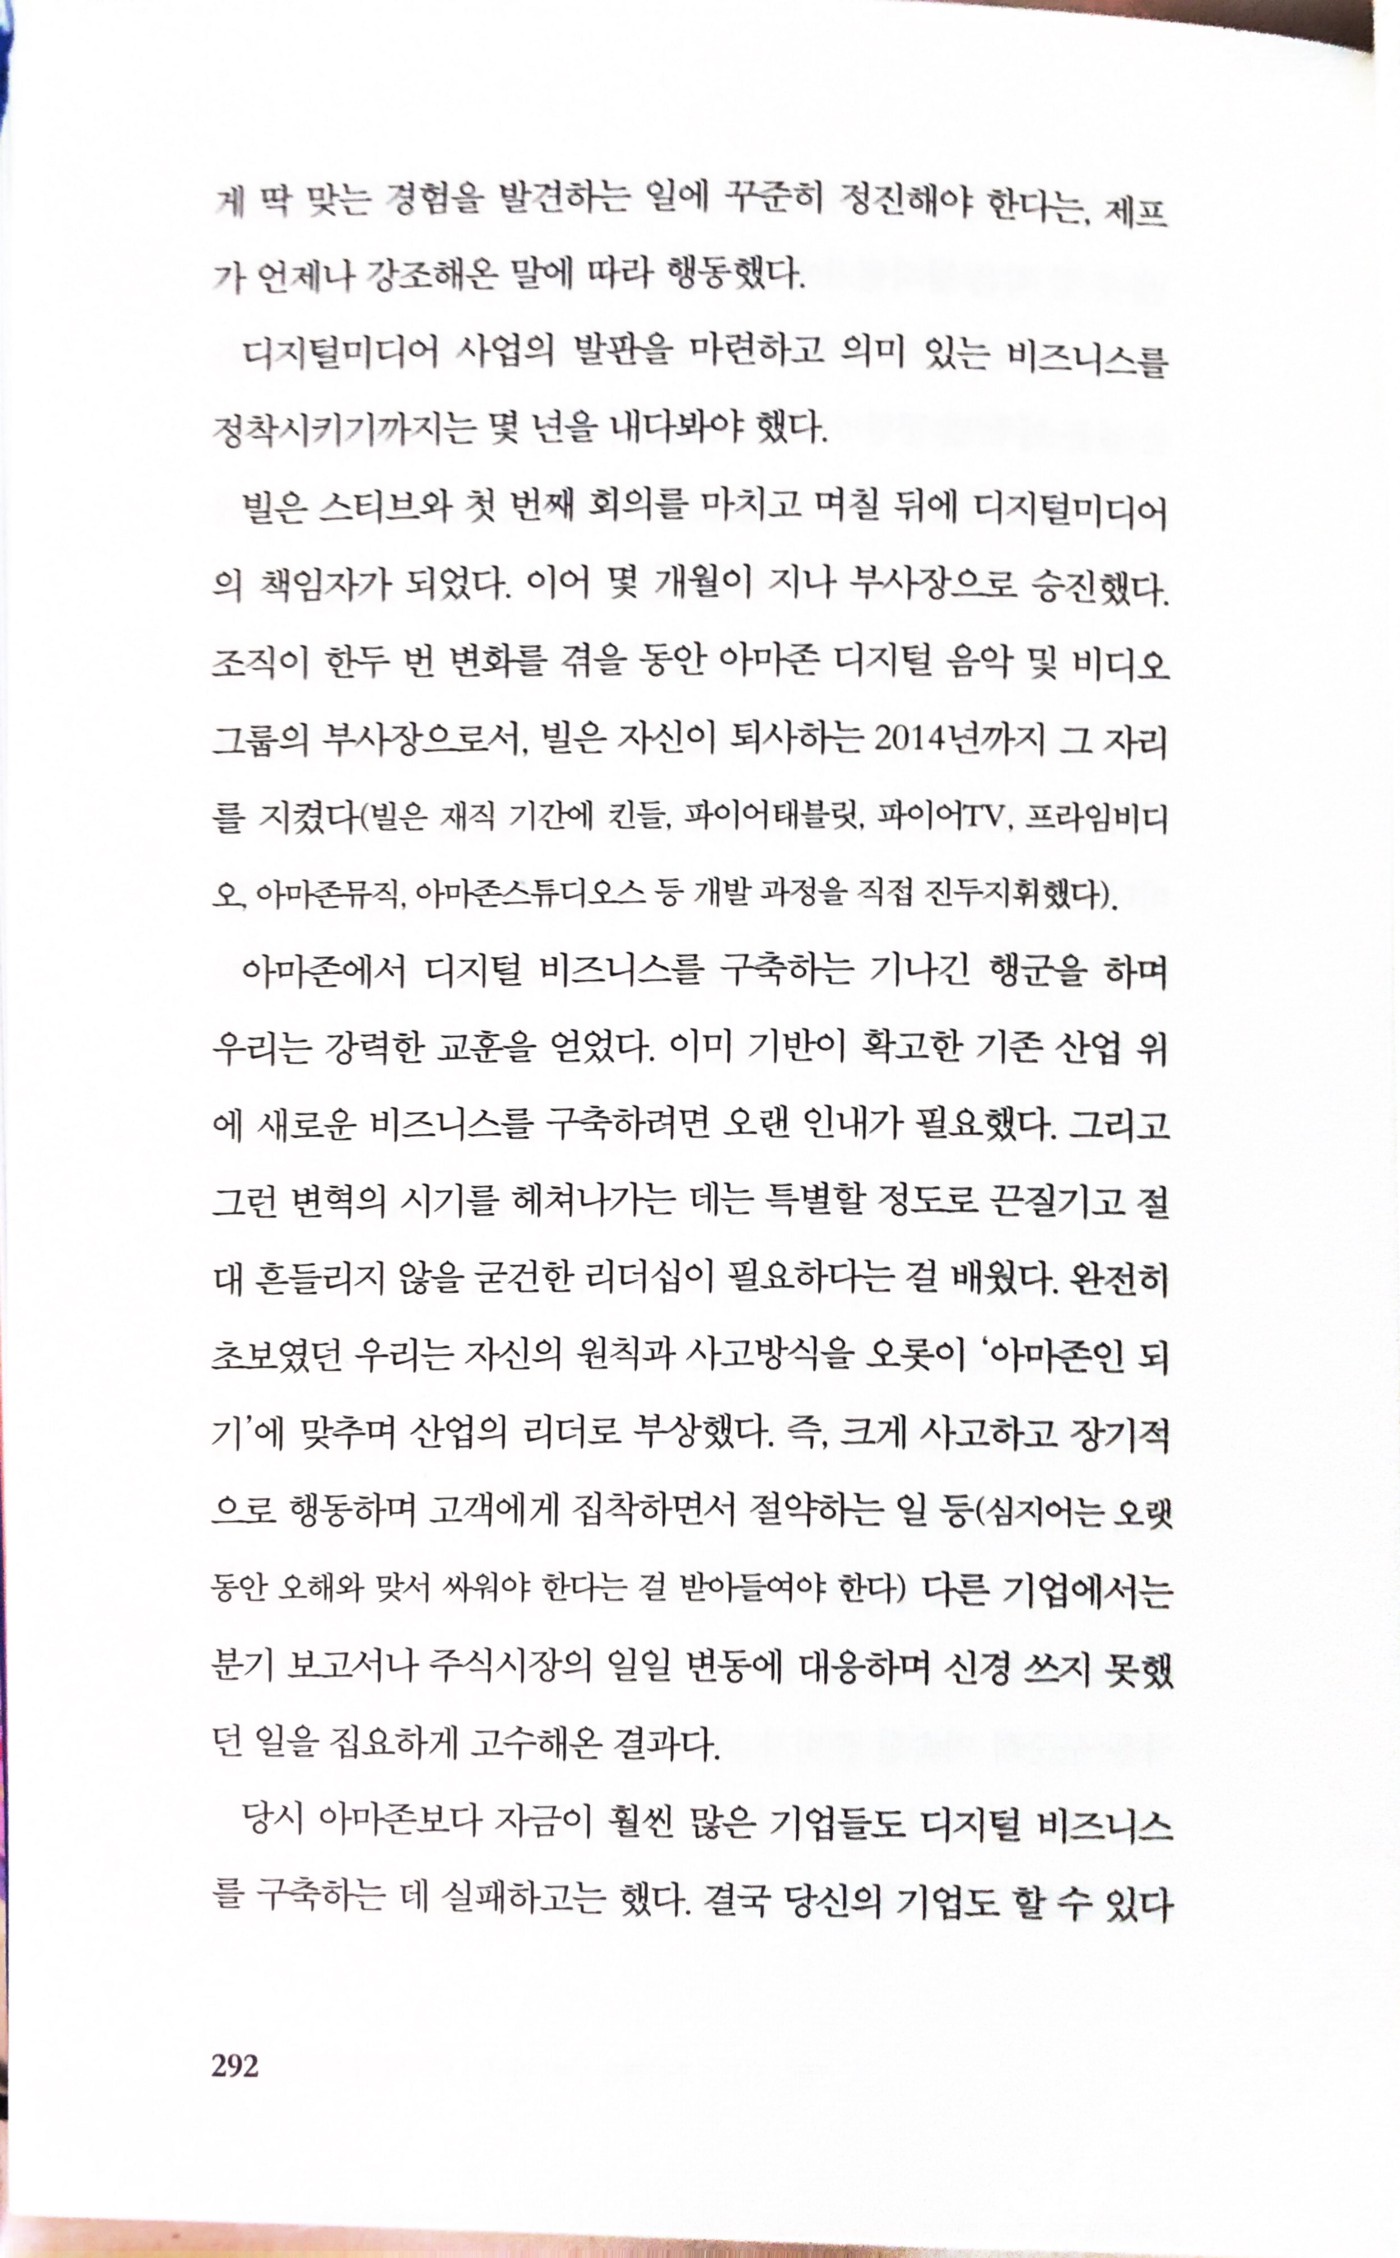 게 딱 맞는 경험을 발견하는 일에 꾸준히 정진해야 한다는, 제프
가 언제나 강조해온 말에 따라 행동했다.
디지털미디어 사업의 발판을 마련하고 의미 있는 비즈니스를
정착시키기까지는 몇 년을 내다봐야 했다.
빌은 스티브와 첫 번째 회의를 마치고 며칠 뒤에 디지털미디어
의 책임자가 되었다. 이어 몇 개월이 지나 부사장으로 승진했다.
조직이 한두 번 변화를 겪을 동안 아마존 디지털 음악 및 비디오
그룹의 부사장으로서, 빌은 자신이 퇴사하는 2014년까지 그 자리
를 지켰다(빌은 재직 기간에 킨들, 파이어태블릿, 파이어TV, 프라임비디
오, 아마존뮤직, 아마존스튜디오스 등 개발 과정을 직접 진두지휘했다).
아마존에서 디지털 비즈니스를 구축하는 기나긴 행군을 하며
우리는 강력한 교훈을 얻었다. 이미 기반이 확고한 기존 산업 위
에 새로운 비즈니스를 구축하려면 오랜 인내가 필요했다. 그리고
그런 변혁의 시기를 헤쳐나가는 데는 특별할 정도로 끈질기고 절
대 흔들리지 않을 굳건한 리더십이 필요하다는 걸 배웠다. 완전히
초보였던 우리는 자신의 원칙과 사고방식을 오롯이 ‘아마존인 되
기’에 맞추며 산업의 리더로 부상했다. 즉, 크게 사고하고 장기적
으로 행동하며 고객에게 집착하면서 절약하는 일 등(심지어는 오랫
동안 오해와 맞서 싸워야 한다는 걸 받아들여야 한다) 다른 기업에서는
분기 보고서나 주식시장의 일일 변동에 대응하며 신경 쓰지 못했
던 일을 집요하게 고수해온 결과다.
당시 아마존보다 자금이 훨씬 많은 기업들도 디지털 비즈니스
를 구축하는 데 실패하고는 했다. 결국 당신의 기업도 할 수 있다
292